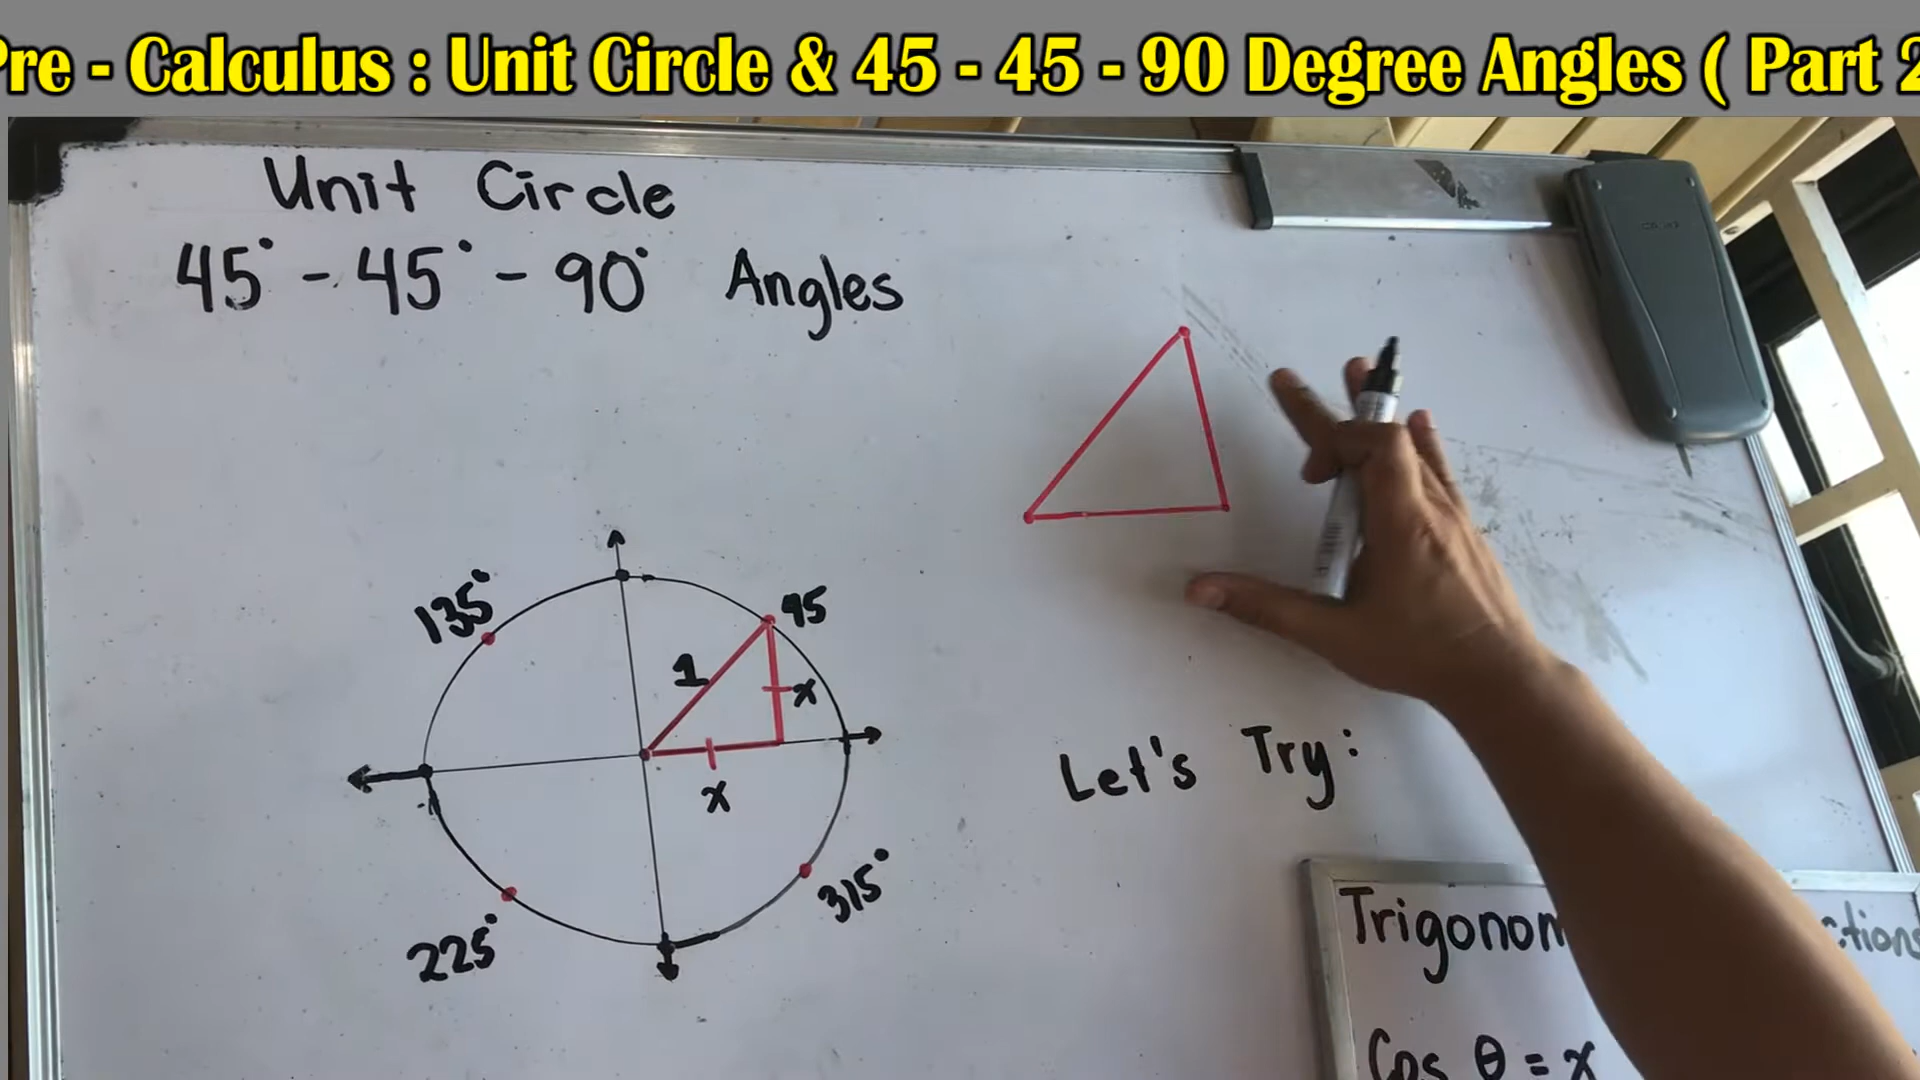 Pre - Calculus : Unit Circle & 45 - 45 - 90 Degree Angles ( Part 2
Unit Circle
45° - 45° - 90° Angles
135°
45
1
x
x
315°
225°
Let's Try:
Trigonom ctions
Cos θ = x